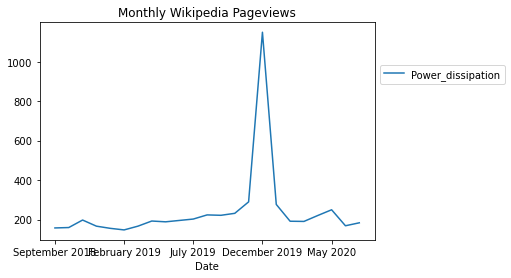 Monthly Wikipedia Pageviews
1000
800
600
400
200
Power_dissipation
September 2018 February 2019 July 2019 December 2019 May 2020
Date